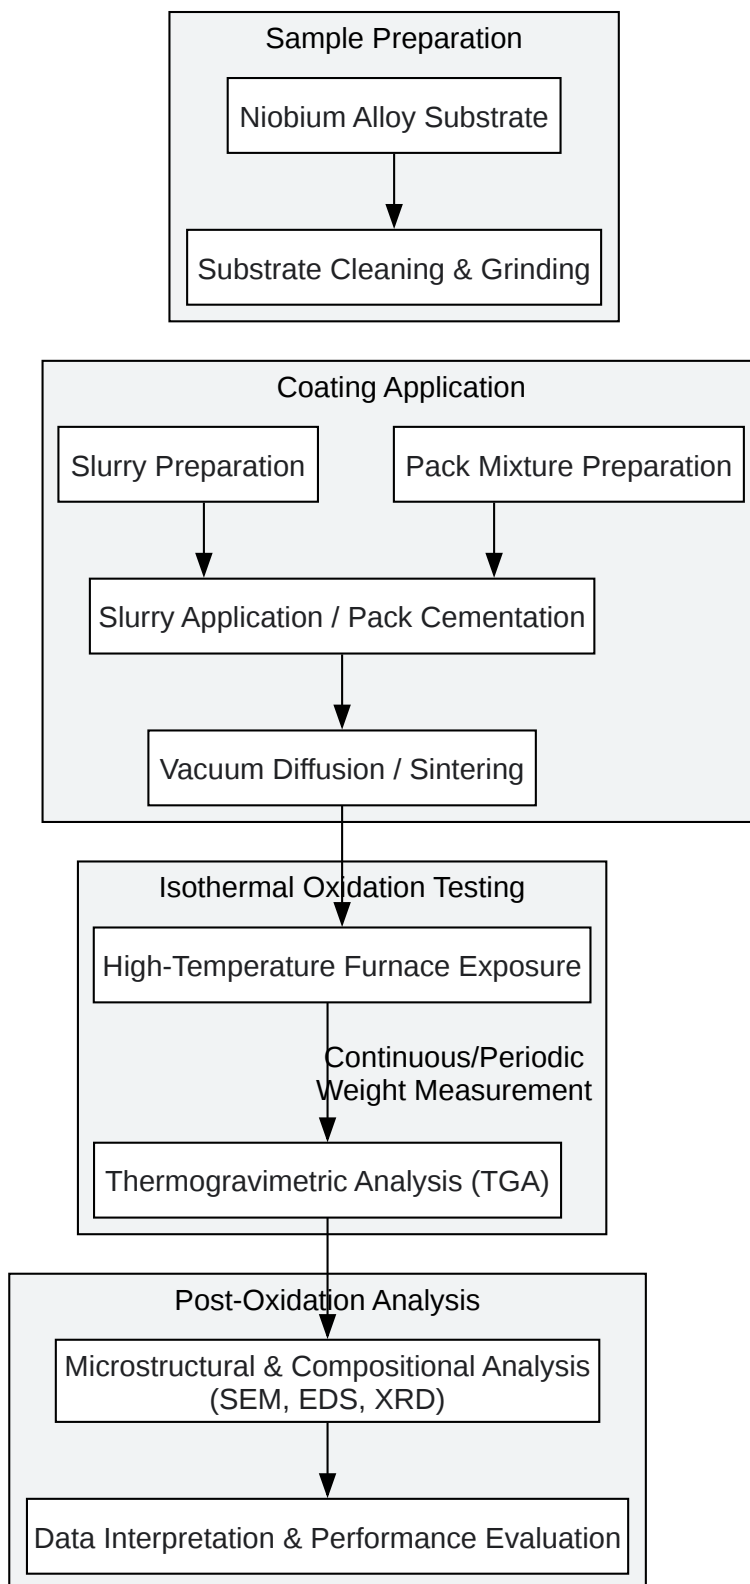 Sample Preparation
Niobium Alloy Substrate
Substrate Cleaning & Grinding
Coating Application
Slurry Preparation
Pack Mixture Preparation
Slurry Application / Pack Cementation
Vacuum Diffusion / Sintering
Isothermal Oxidation Testing
High-Temperature Furnace Exposure
Continuous/Periodic
Weight Measurement
Thermogravimetric Analysis (TGA)
Post-Oxidation Analysis
Microstructural & Compositional Analysis
(SEM, EDS, XRD)
Data Interpretation & Performance Evaluation